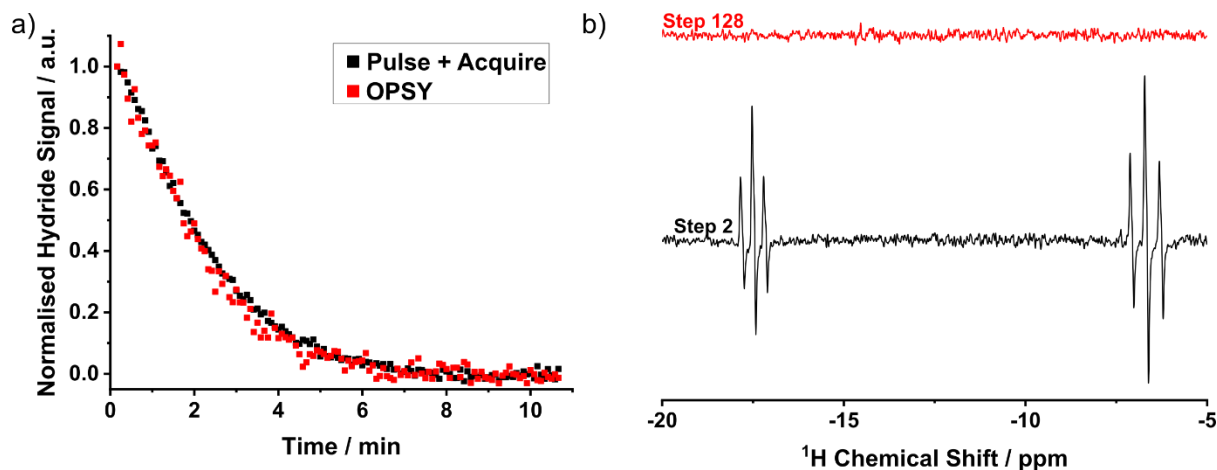 a)
Normalised Hydride Signal / a.u.
1.0
0.8
0.6
0.4
0.2
0.0
Pulse + Acquire
OPSY
0 2 4 6 8 10
Time / min
b)
Step 128
Step 2
-20 -15 -10 -5
¹H Chemical Shift / ppm